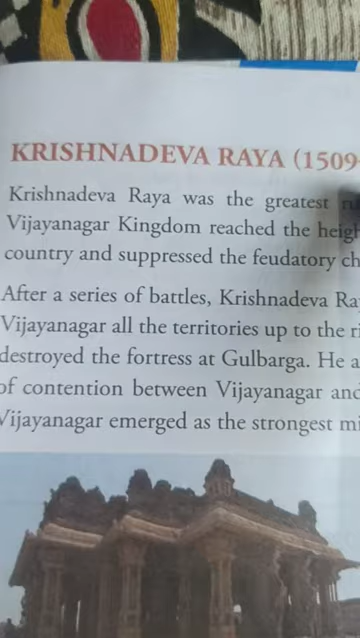 KRISHNADEVA RAYA (1509-
Krishnadeva Raya was the greatest
Vijayanagar Kingdom reached the
country and suppressed the feudatory
After a series of battles, Krishnadeva
Vijayanagar all the territories up to the
destroyed the fortress at Gulbarga. He
of contention between Vijayanagar and
Vijayanagar emerged as the strongest